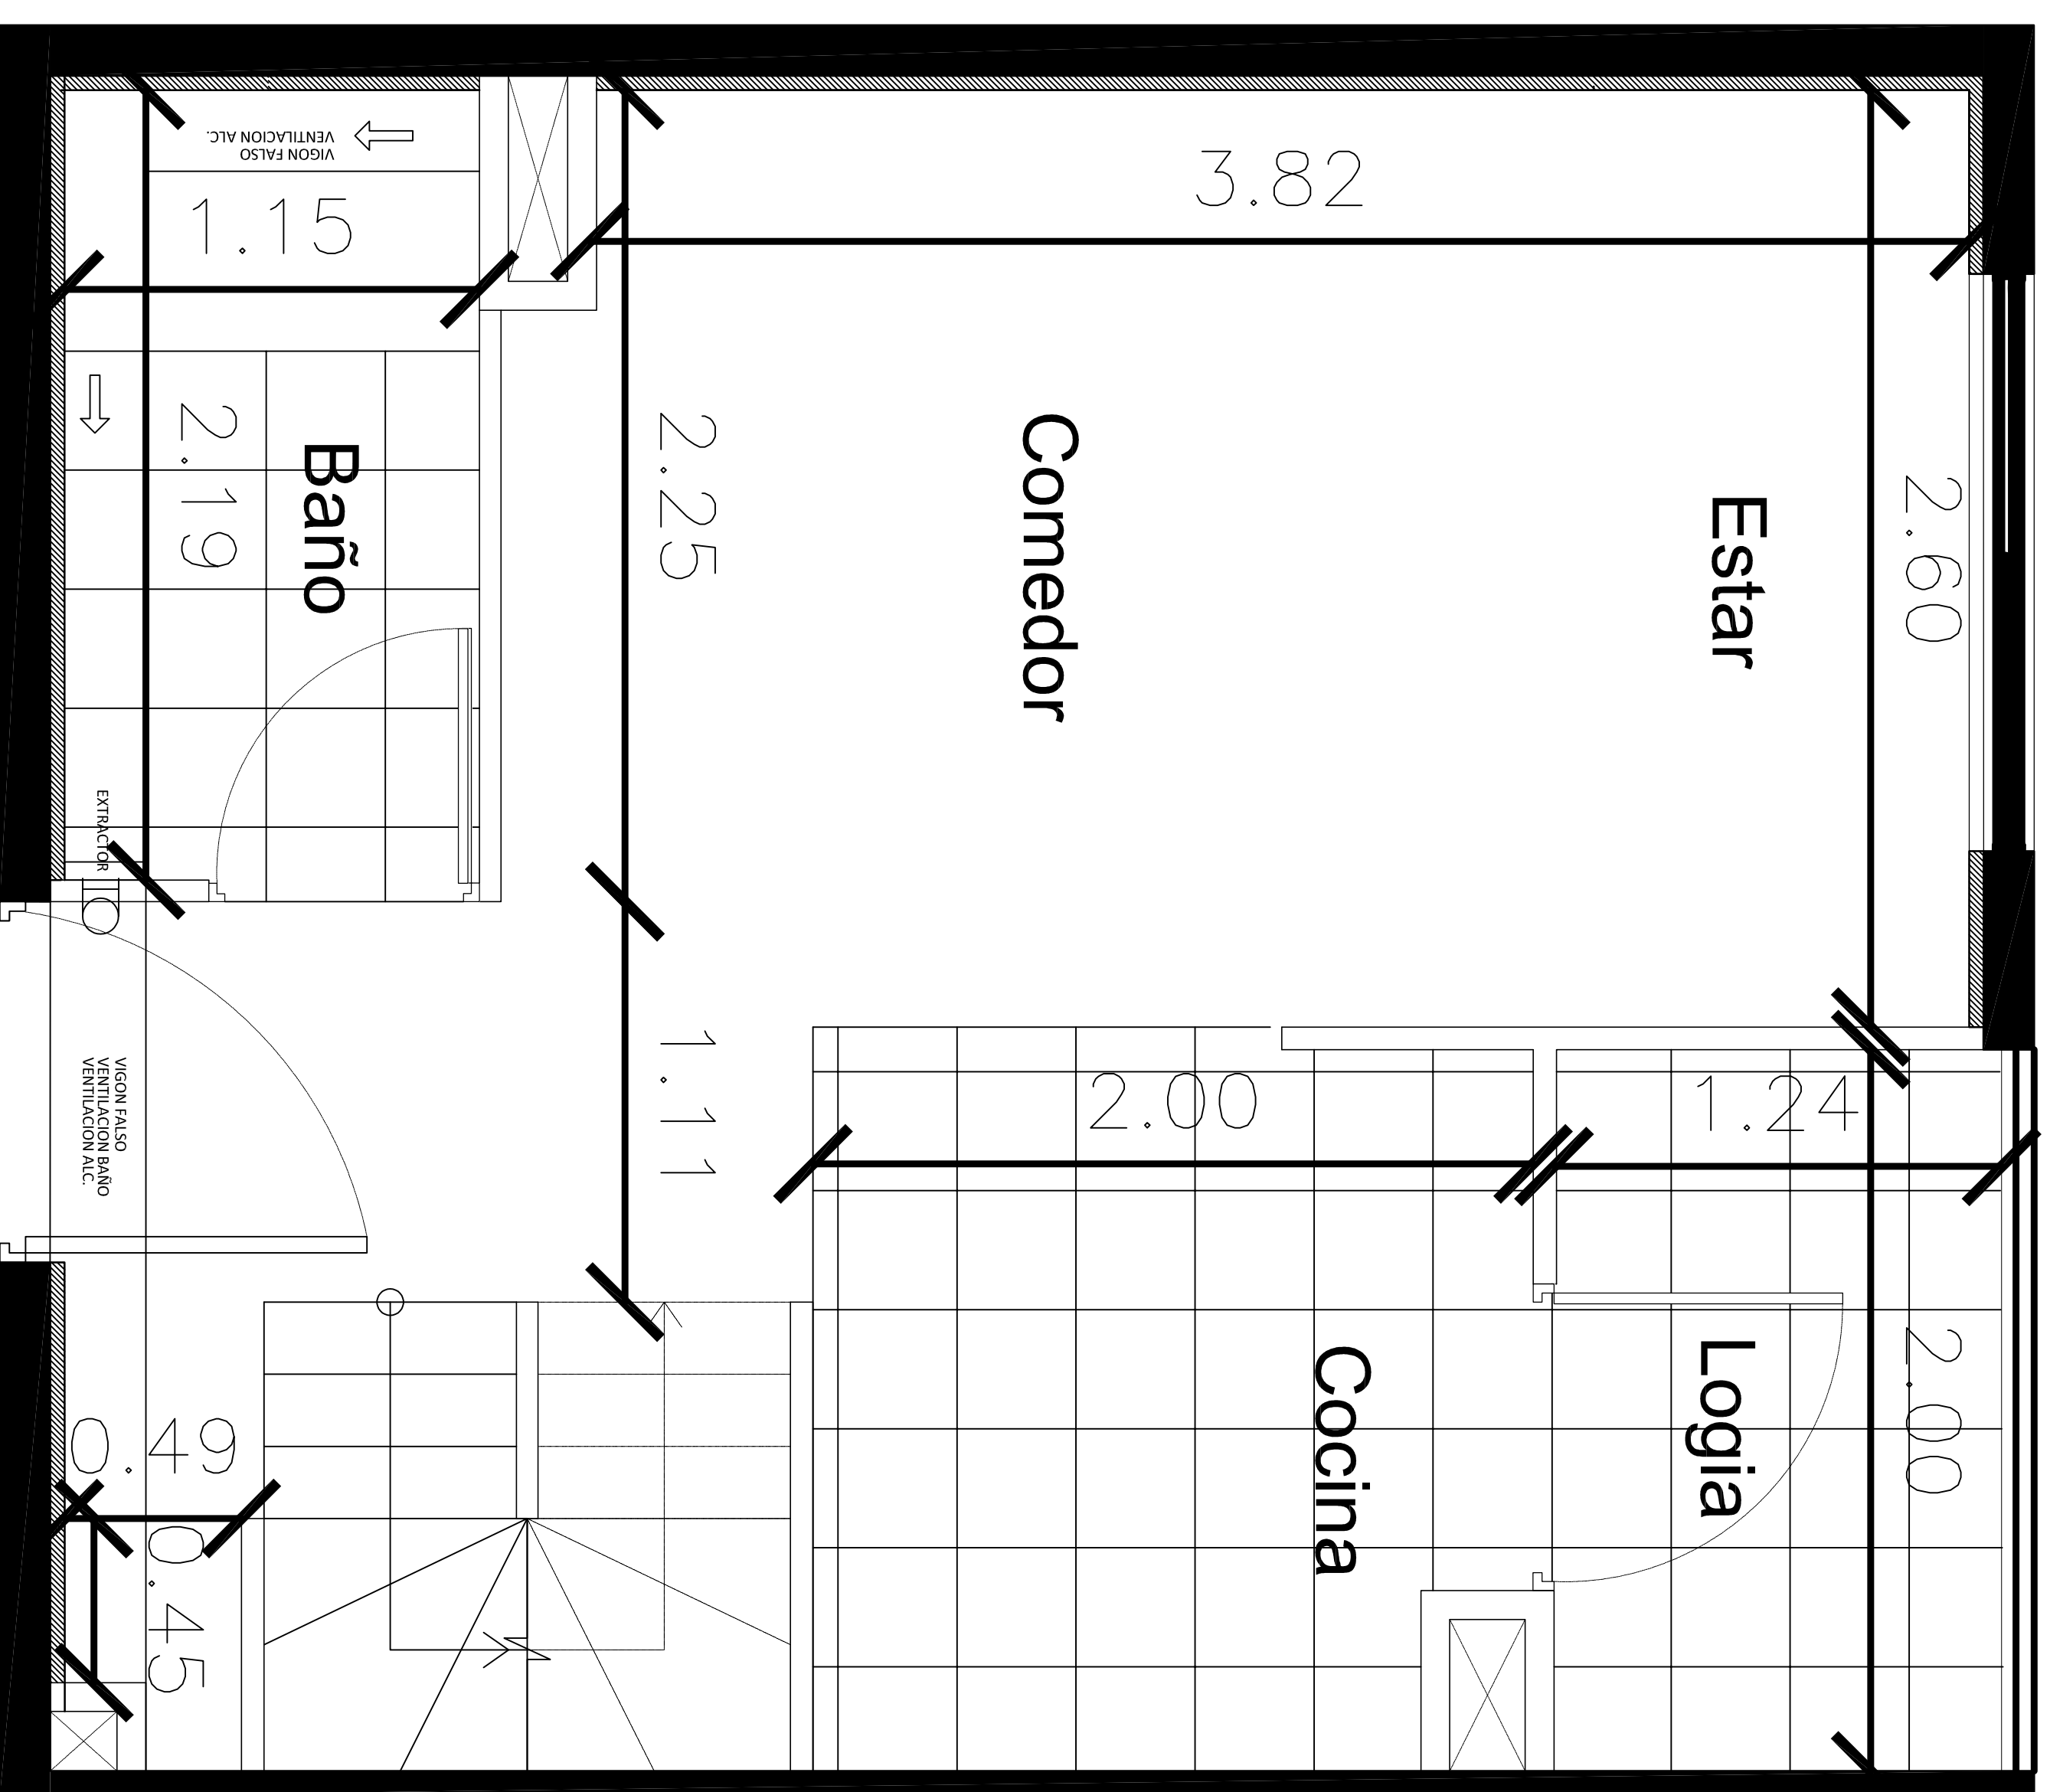 VIGON FALSO
VENTILACION ALC.
1.15
3.82
2.19
Baño
2.25
Comedor
Estar
2.60
EXTRACTOR
VIGON FALSO
VENTILACION BAÑO
VENTILACION ALC.
1.11
2.00
1.24
Cocina
Logia
2.00
0.49
0.45